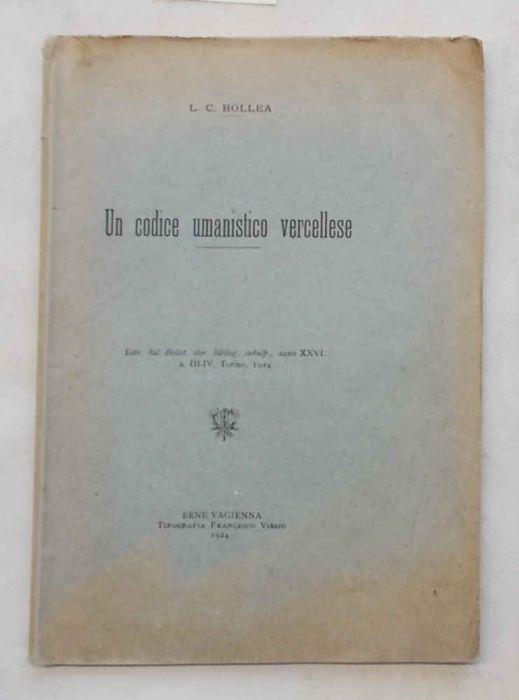 L. C. BOLLEA
Un codice umanistico vercellese
Estr. dal Bollet. stor. bibliog. subalp., anno XXVI,
n. III-IV, Torino, 1924
BENE VAGIENNA
TIPOGRAFIA FRANCESCO VISSIO
1924